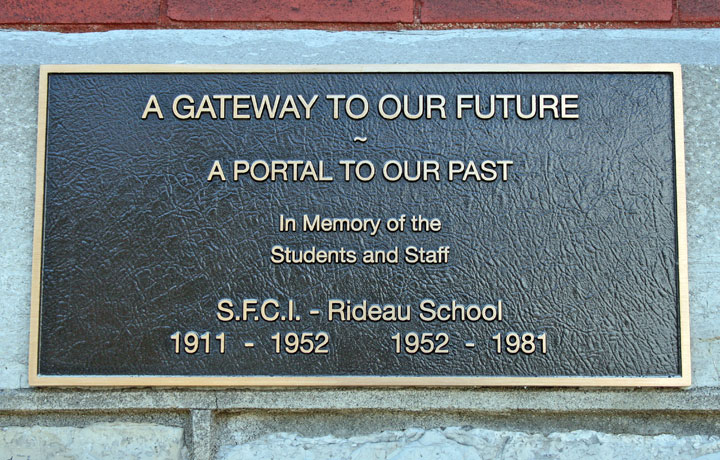 A GATEWAY TO OUR FUTURE
~
A PORTAL TO OUR PAST
In Memory of the
Students and Staff
S.F.C.I. - Rideau School
1911 - 1952 1952 - 1981